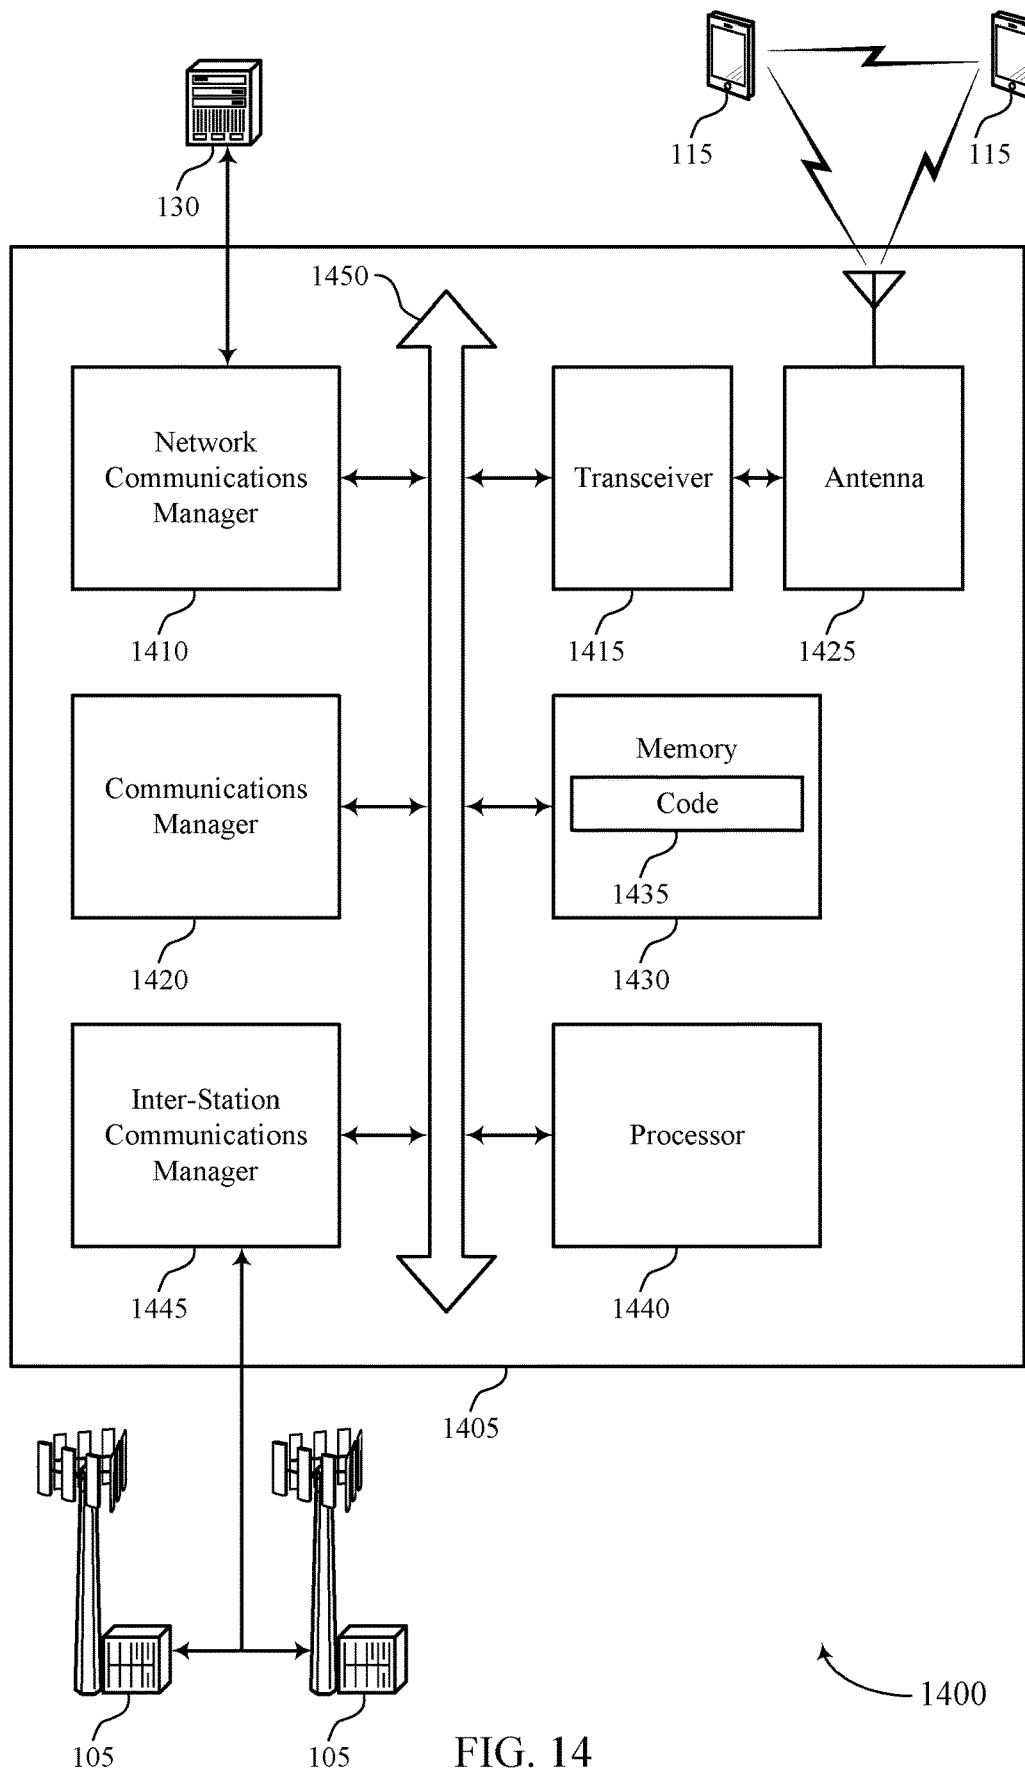 115
115
130
1450
Network
Communications
Manager
Transceiver
Antenna
1410
1415
1425
Communications
Manager
Memory
Code
1435
1420
1430
Inter-Station
Communications
Manager
Processor
1445
1440
1405
1400
105
105
FIG. 14